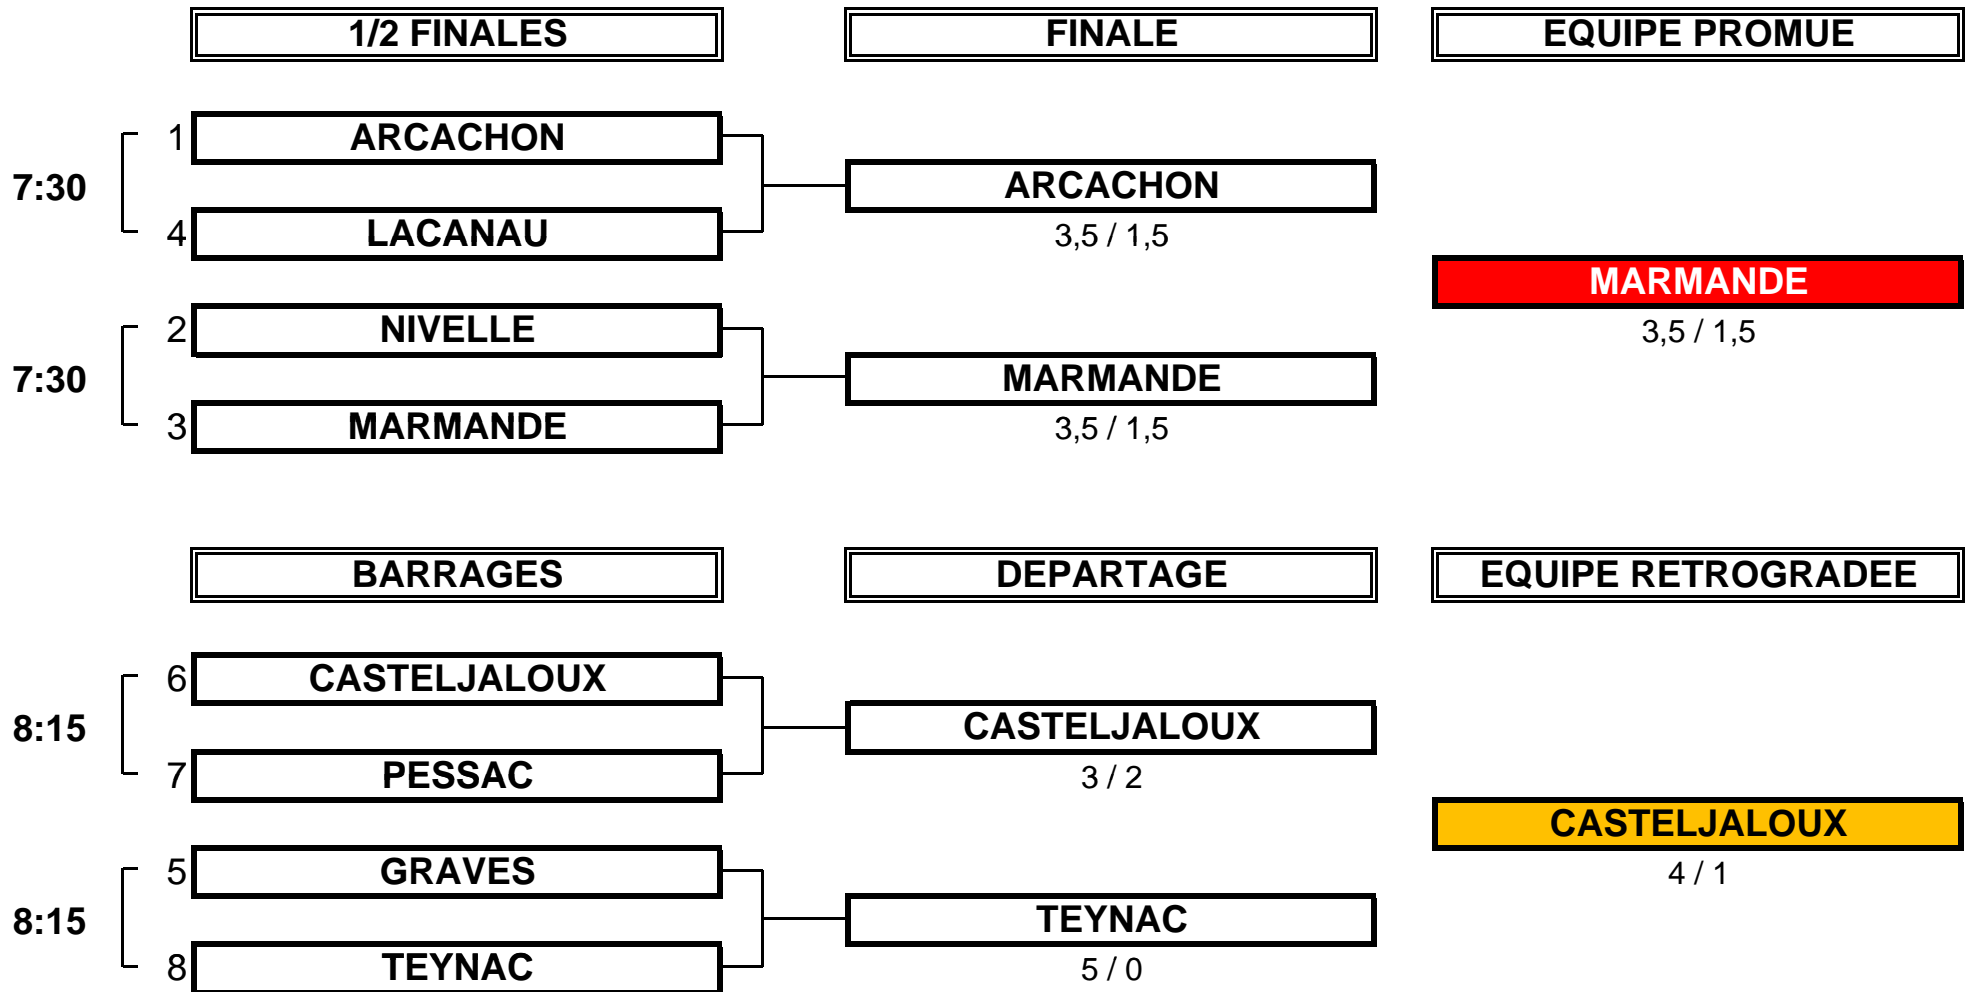 1/2 FINALES FINALE EQUIPE PROMUE
1 ARCACHON
7:30 ARCACHON
4 LACANAU 3,5 / 1,5
MARMANDE
2 NIVELLE 3,5 / 1,5
7:30 MARMANDE
3 MARMANDE 3,5 / 1,5
BARRAGES DEPARTAGE EQUIPE RETROGRADEE
6 CASTELJALOUX
8:15 CASTELJALOUX
7 PESSAC 3 / 2
CASTELJALOUX
5 GRAVES 4 / 1
8:15 TEYNAC
8 TEYNAC 5 / 0